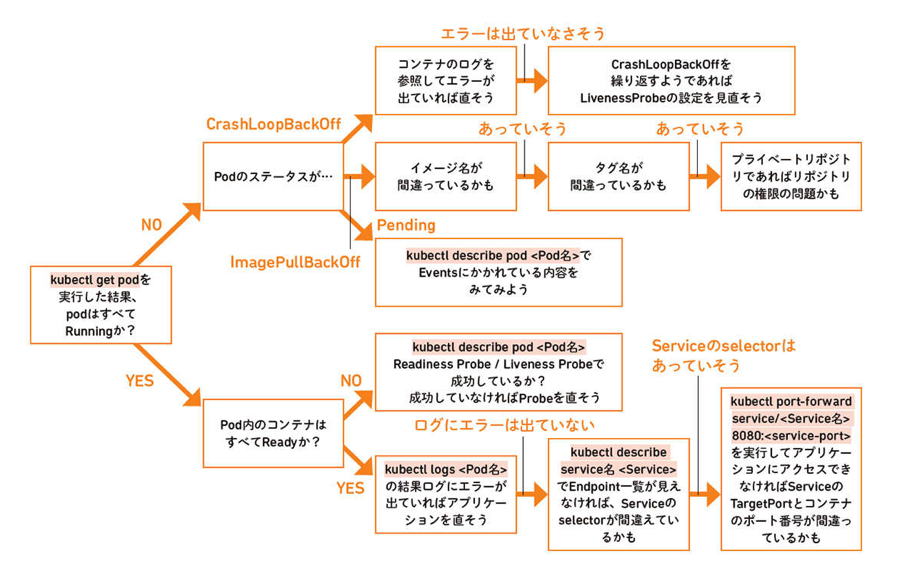 エラーは出ていなさそう
コンテナのログを
参照してエラーが
出ていれば直そう
CrashLoopBackOffを
繰り返すようであれば
LivenessProbeの設定を見直そう
CrashLoopBackOff
あっていそう
あっていそう
Podのステータスが…
イメージ名が
間違っているかも
タグ名が
間違っているかも
プライベートリポジト
リであればリポジトリ
の権限の問題かも
NO
Pending
ImagePullBackOff
kubectl describe pod <Pod名>で
Eventsにかかれている内容を
みてみよう
kubectl get podを
実行した結果、
podはすべて
Runningか？
YES
kubectl describe pod <Pod名>
Readiness Probe / Liveness Probeで
成功しているか？
成功していなければProbeを直そう
NO
Pod内のコンテナは
すべてReadyか？
YES
ログにエラーは出ていない
kubectl logs <Pod名>
の結果ログにエラーが
出ていればアプリケー
ションを直そう
kubectl describe
service名 <Service>
でEndpoint一覧が見え
なければ、Serviceの
selectorが間違えてい
るかも
Serviceのselectorは
あっていそう
kubectl port-forward
service/<Service名>
8080:<service-port>
を実行してアプリケー
ションにアクセスでき
なければServiceの
TargetPortとコンテナ
のポート番号が間違っ
ているかも